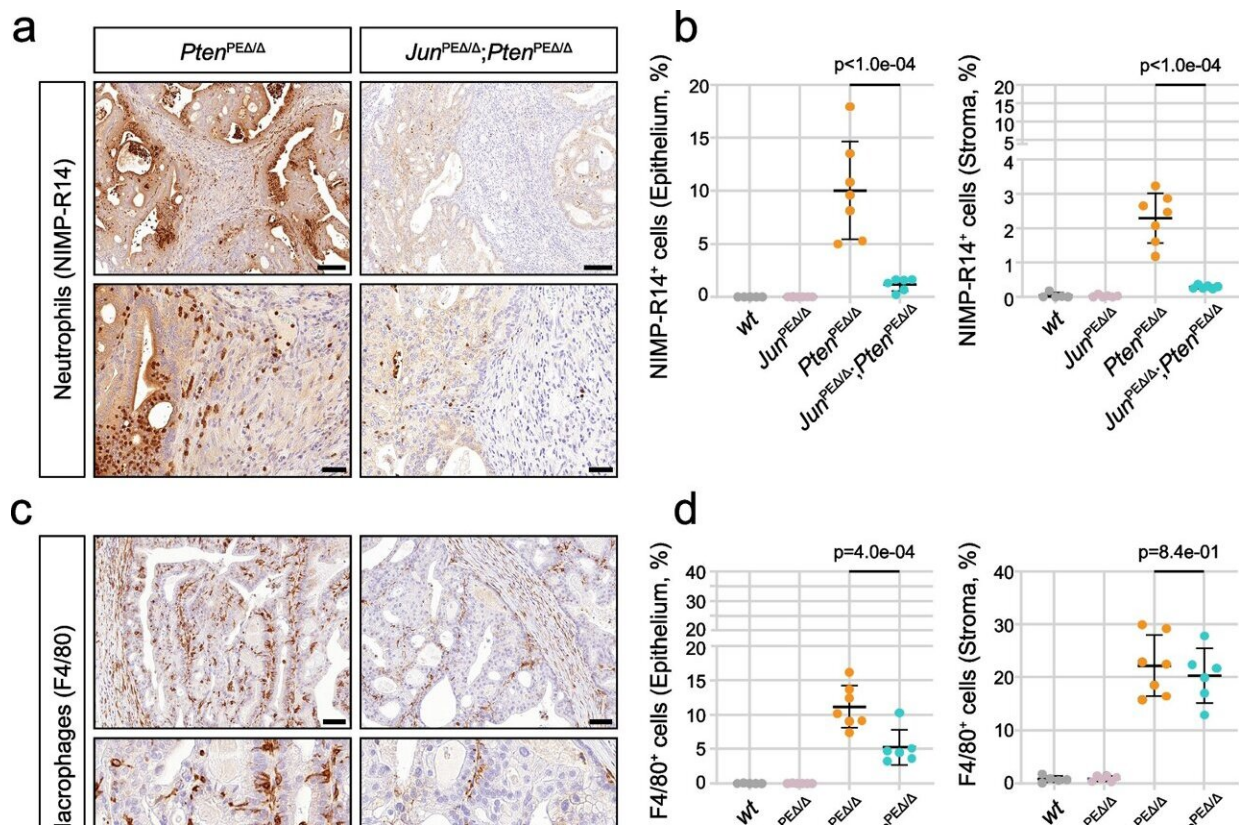 a
Pten^PEΔ/Δ
Jun^PEΔ/Δ;Pten^PEΔ/Δ
Neutrophils (NIMP-R14)
b
NIMP-R14⁺ cells (Epithelium, %)
p<1.0e-04
20
15
10
5
0
wt
Jun^PEΔ/Δ
Pten^PEΔ/Δ
Jun^PEΔ/Δ;Pten^PEΔ/Δ
NIMP-R14⁺ cells (Stroma, %)
p<1.0e-04
20
15
10
5
4
3
2
1
0
wt
Jun^PEΔ/Δ
Pten^PEΔ/Δ
Jun^PEΔ/Δ;Pten^PEΔ/Δ
c
(F4/80)
d
F4/80⁺ cells (Epithelium, %)
p=4.0e-04
40
30
20
20
15
10
5
0
wt
PEΔ/Δ
PEΔ/Δ
PEΔ/Δ
F4/80⁺ cells (Stroma, %)
p=8.4e-01
40
30
20
10
0
wt
PEΔ/Δ
PEΔ/Δ
PEΔ/Δ